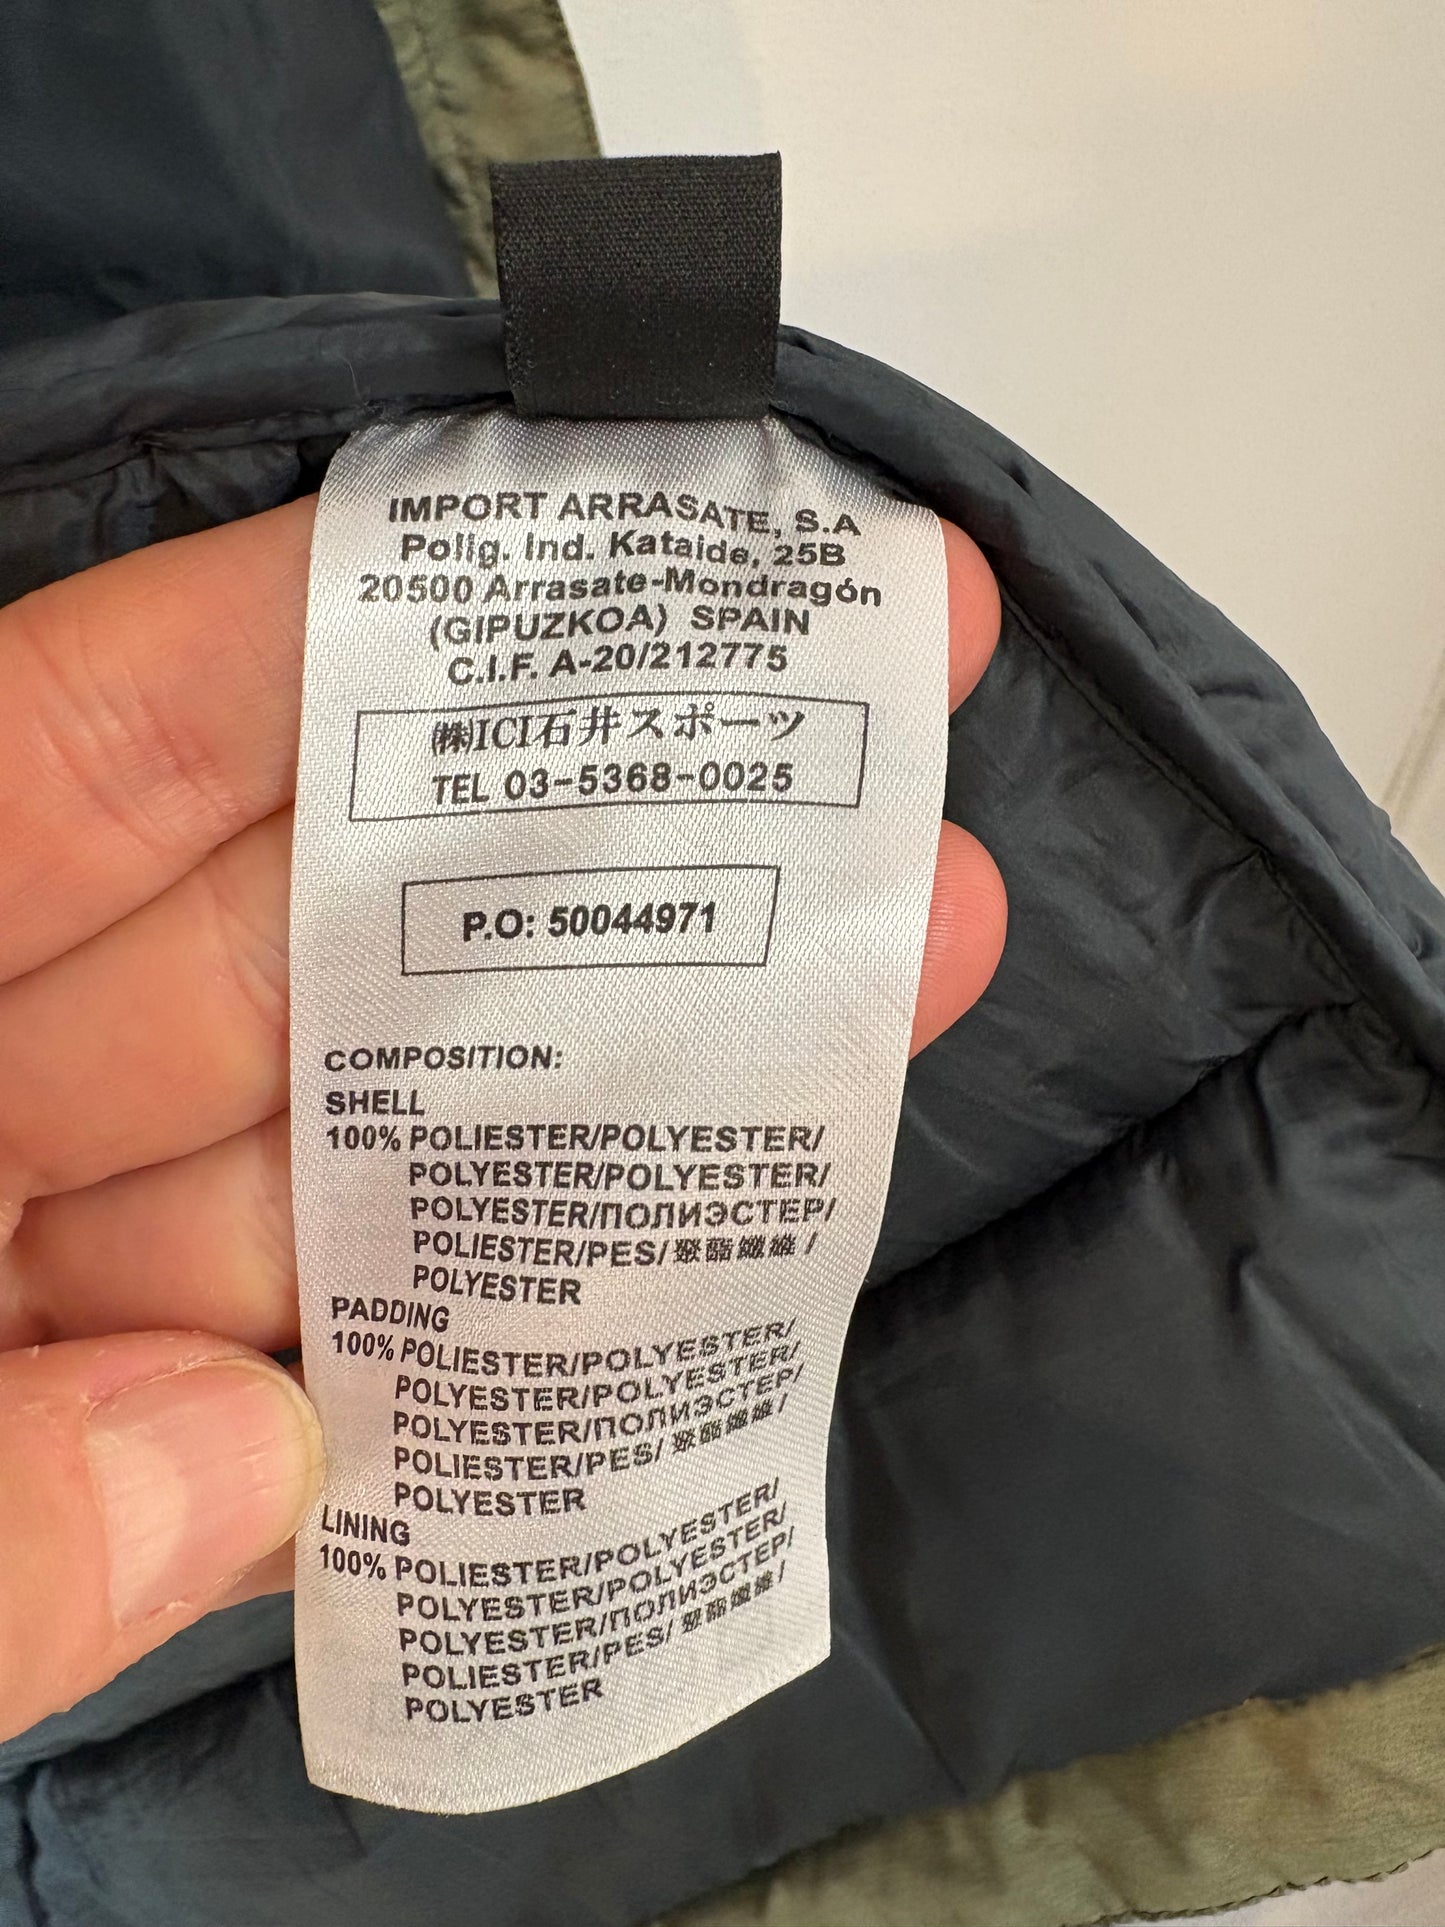 IMPORT ARRASATE, S.A
Polig. Ind. Kataide, 25B
20500 Arrasate-Mondragón
(GIPUZKOA) SPAIN
C.I.F. A-20/212775
㈱ICI石井スポーツ
TEL 03-5368-0025
P.O: 50044971
COMPOSITION:
SHELL
100% POLIESTER/POLYESTER/
POLYESTER/POLYESTER/
POLYESTER/ПОЛИЭСТЕР/
POLIESTER/PES/聚酯纖維/
POLYESTER
PADDING
100% POLIESTER/POLYESTER/
POLYESTER/POLYESTER/
POLYESTER/ПОЛИЭСТЕР/
POLIESTER/PES/聚酯纖維/
POLYESTER
LINING
100% POLIESTER/POLYESTER/
POLYESTER/POLYESTER/
POLYESTER/ПОЛИЭСТЕР/
POLIESTER/PES/聚酯纖維/
POLYESTER